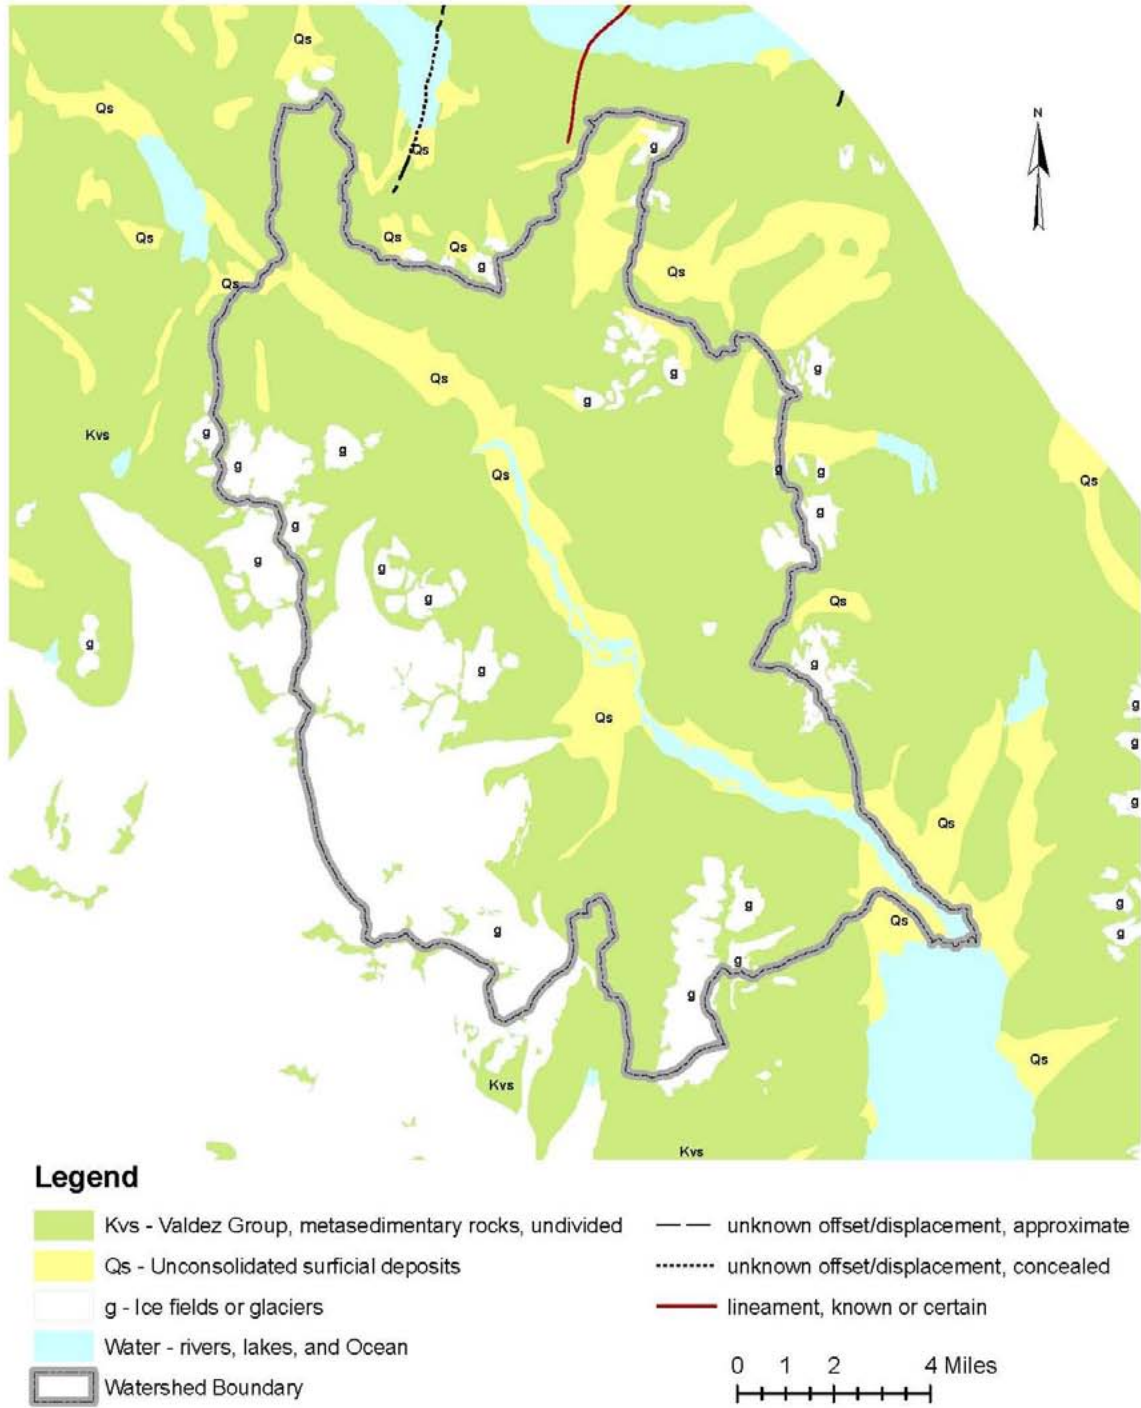 Qs
N
Qs
Qs
g
Qs
Qs
Qs
g
Qs
Qs
g
g
Qs
g
Kvs
g
g
g
g
g
Qs
Qs
g
g
g
g
g
Qs
g
g
g
g
g
Qs
g
g
Qs
g
g
g
Qs
g
g
g
g
Qs
Kvs
Kvs
Legend
Kvs - Valdez Group, metasedimentary rocks, undivided
Qs - Unconsolidated surficial deposits
g - Ice fields or glaciers
Water - rivers, lakes, and Ocean
Watershed Boundary
unknown offset/displacement, approximate
unknown offset/displacement, concealed
lineament, known or certain
0 1 2 4 Miles